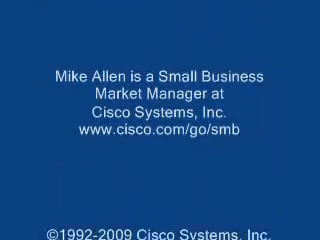 Mike Allen is a Small Business
Market Manager at
Cisco Systems, Inc.
www.cisco.com/go/smb
©1992-2009 Cisco Systems, Inc.